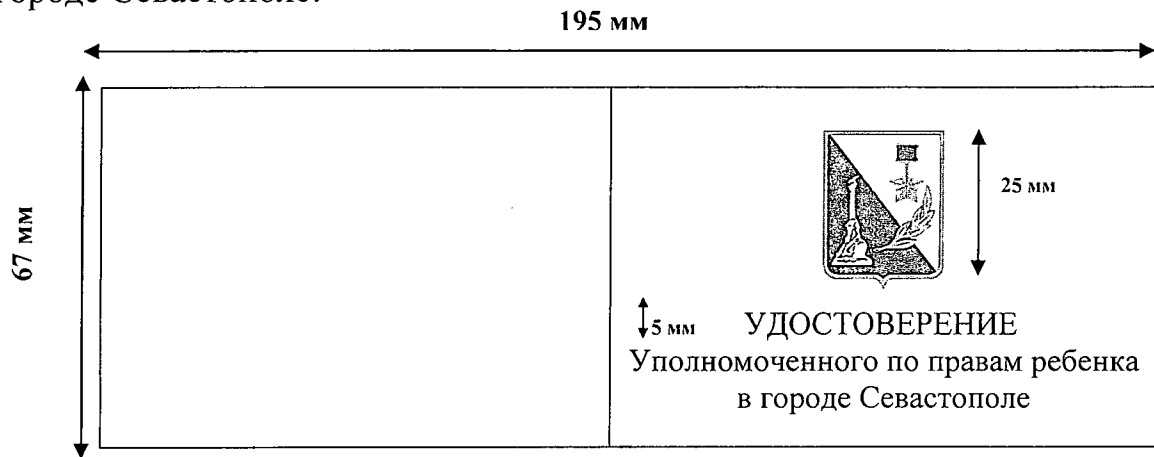 городе Севастополе.
195 мм
67 мм
25 мм
5 мм
УДОСТОВЕРЕНИЕ
Уполномоченного по правам ребенка
в городе Севастополе